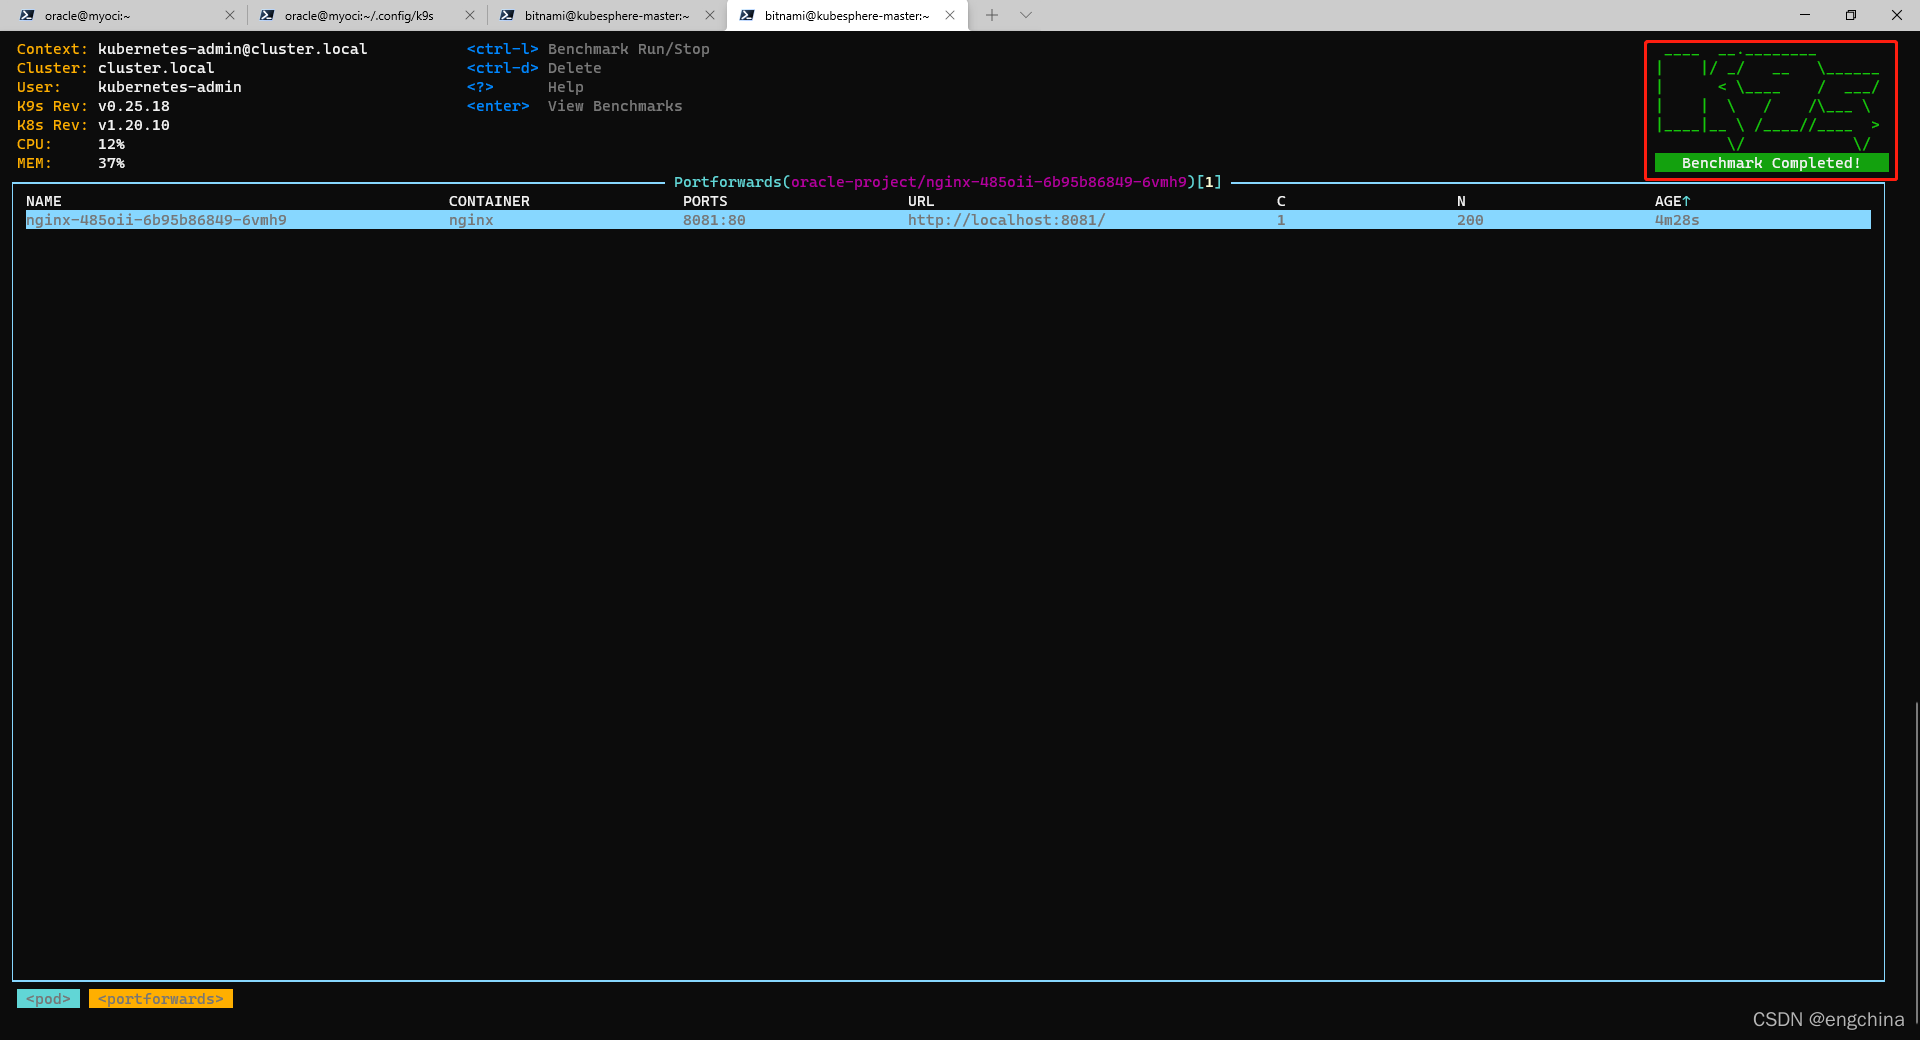 oracle@myoci:~
oracle@myoci:~/.config/k9s
bitnami@kubesphere-master:~
bitnami@kubesphere-master:~
Context: kubernetes-admin@cluster.local
Cluster: cluster.local
User: kubernetes-admin
K9s Rev: v0.25.18
K8s Rev: v1.20.10
CPU: 12%
MEM: 37%
<ctrl-l> Benchmark Run/Stop
<ctrl-d> Delete
<?> Help
<enter> View Benchmarks
Benchmark Completed!
Portforwards(oracle-project/nginx-485oii-6b95b86849-6vmh9)[1]
NAME CONTAINER PORTS URL C N AGE↑
nginx-485oii-6b95b86849-6vmh9 nginx 8081:80 http://localhost:8081/ 1 200 4m28s
<pod> <portforwards>
CSDN @engchina